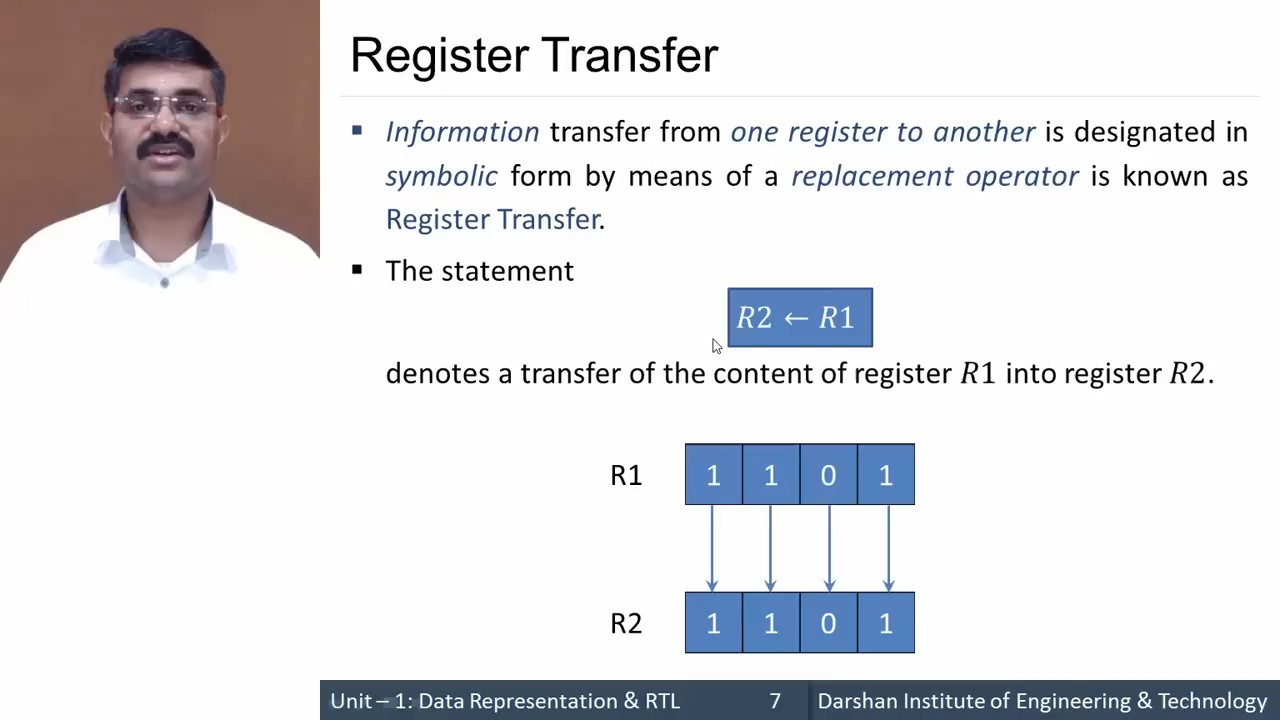 Register Transfer
▪ Information transfer from one register to another is designated in
symbolic form by means of a replacement operator is known as
Register Transfer.
▪ The statement
R2 ← R1
denotes a transfer of the content of register R1 into register R2.
R1 1 1 0 1
R2 1 1 0 1
Unit – 1: Data Representation & RTL 7 Darshan Institute of Engineering & Technology